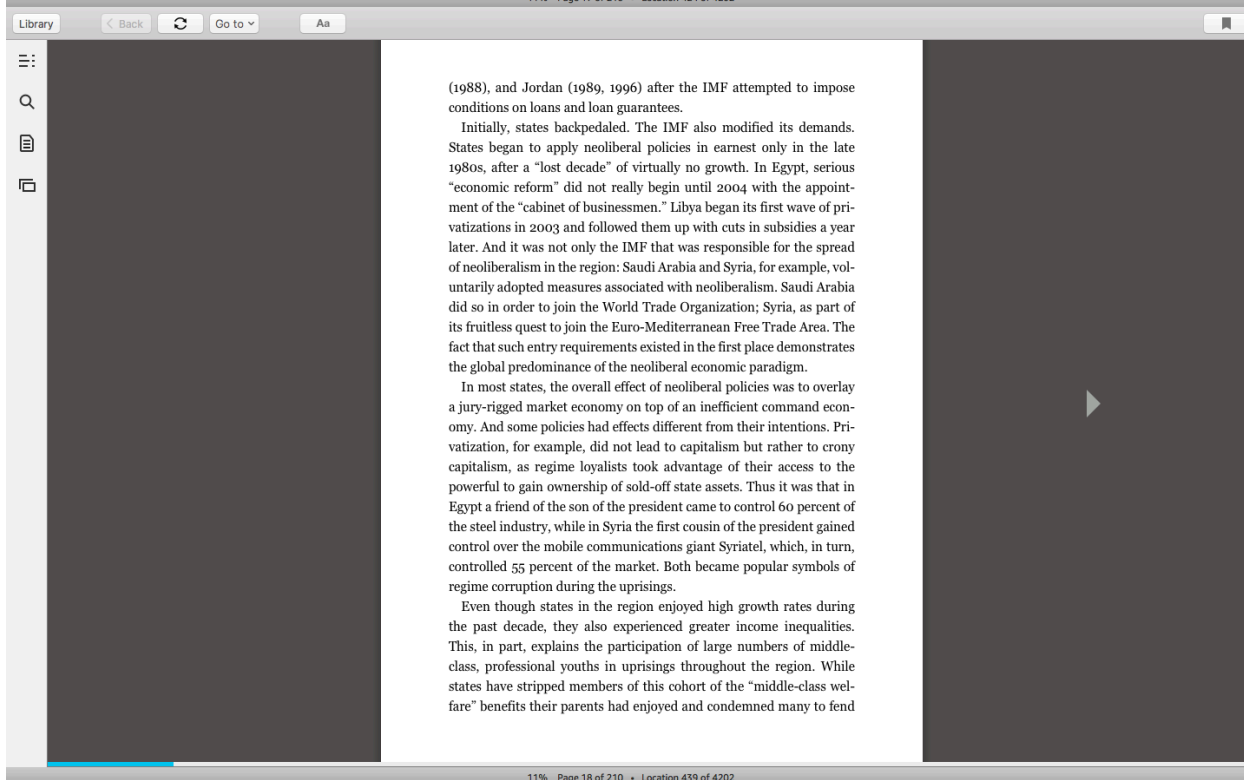 11% Page 17 of 210 • Location 424 of 4202
Library
Back
Go to
Aa
(1988), and Jordan (1989, 1996) after the IMF attempted to impose
conditions on loans and loan guarantees.
Initially, states backpedaled. The IMF also modified its demands.
States began to apply neoliberal policies in earnest only in the late
1980s, after a “lost decade” of virtually no growth. In Egypt, serious
“economic reform” did not really begin until 2004 with the appoint-
ment of the “cabinet of businessmen.” Libya began its first wave of pri-
vatizations in 2003 and followed them up with cuts in subsidies a year
later. And it was not only the IMF that was responsible for the spread
of neoliberalism in the region: Saudi Arabia and Syria, for example, vol-
untarily adopted measures associated with neoliberalism. Saudi Arabia
did so in order to join the World Trade Organization; Syria, as part of
its fruitless quest to join the Euro-Mediterranean Free Trade Area. The
fact that such entry requirements existed in the first place demonstrates
the global predominance of the neoliberal economic paradigm.
In most states, the overall effect of neoliberal policies was to overlay
a jury-rigged market economy on top of an inefficient command econ-
omy. And some policies had effects different from their intentions. Pri-
vatization, for example, did not lead to capitalism but rather to crony
capitalism, as regime loyalists took advantage of their access to the
powerful to gain ownership of sold-off state assets. Thus it was that in
Egypt a friend of the son of the president came to control 60 percent of
the steel industry, while in Syria the first cousin of the president gained
control over the mobile communications giant Syriatel, which, in turn,
controlled 55 percent of the market. Both became popular symbols of
regime corruption during the uprisings.
Even though states in the region enjoyed high growth rates during
the past decade, they also experienced greater income inequalities.
This, in part, explains the participation of large numbers of middle-
class, professional youths in uprisings throughout the region. While
states have stripped members of this cohort of the “middle-class wel-
fare” benefits their parents had enjoyed and condemned many to fend
11% Page 18 of 210 • Location 439 of 4202